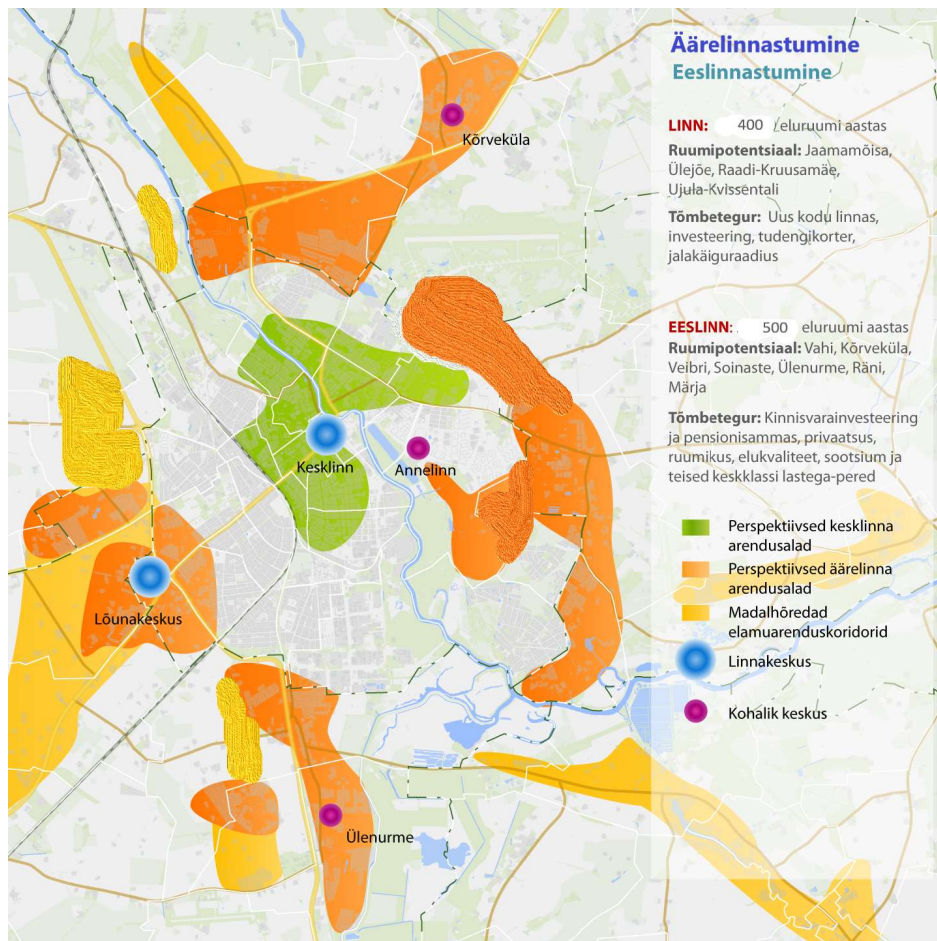 Äärelinnastumine
Eeslinnastumine
LINN: 400 /eluruumi aastas
Ruumipotentsiaal: Jaamamõisa,
Ülejõe, Raadi-Kruusamäe,
Ujula-Kvissentali
Tõmbetegur: Uus kodu linnas,
investeering, tudengikorter,
jalakäiguraadius
EESLINN: 500 eluruumi aastas
Ruumipotentsiaal: Vahi, Kõrveküla,
Veibri, Soinaste, Ülenurme, Räni,
Märja
Tõmbetegur: Kinnisvarainvesteering
ja pensionisammas, privaatsus,
ruumikus, elukvaliteet, sootsium ja
teised keskklassi lastega-pered
Perspektiivsed kesklinna
arendusalad
Perspektiivsed äärelinna
arendusalad
Madalhõredad
elamuarenduskoridorid
Linnakeskus
Kohalik keskus
Kõrveküla
Kesklinn
Annelinn
Lõunakeskus
Ülenurme